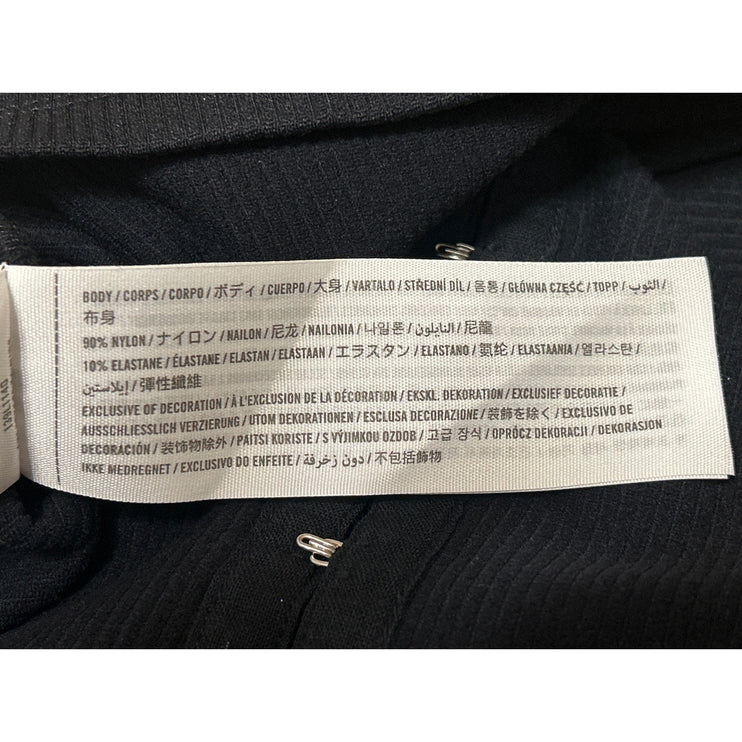 BODY / CORPS / CORPO / ボディ / CUERPO / 大身 / VARTALO / STŘEDNÍ DÍL / 몸통 / GŁÓWNA CZĘŚĆ / TOPP / الثوب /
布身
90% NYLON / ナイロン / NAILON / 尼龙 / NAILONIA / 나일론 / النايلون / 尼龍
10% ELASTANE / ÉLASTANE / ELASTAN / ELASTAAN / エラスタン / ELASTANO / 氨纶 / ELASTAANIA / 엘라스탄 /
إيلاستين / 彈性纖維
EXCLUSIVE OF DECORATION / À L'EXCLUSION DE LA DÉCORATION / EKSKL. DEKORATION / EXCLUSIEF DECORATIE /
AUSSCHLIESSLICH VERZIERUNG / UTOM DEKORATIONEN / ESCLUSA DECORAZIONE / 装飾を除く / EXCLUSIVO DE
DECORACIÓN / 装饰物除外 / PAITSI KORISTE / S VÝJIMKOU OZDOB / 고급 장식 / OPRÓCZ DEKORACJI / DEKORASJON
IKKE MEDREGNET / EXCLUSIVO DO ENFEITE / دون زخرفة / 不包括飾物